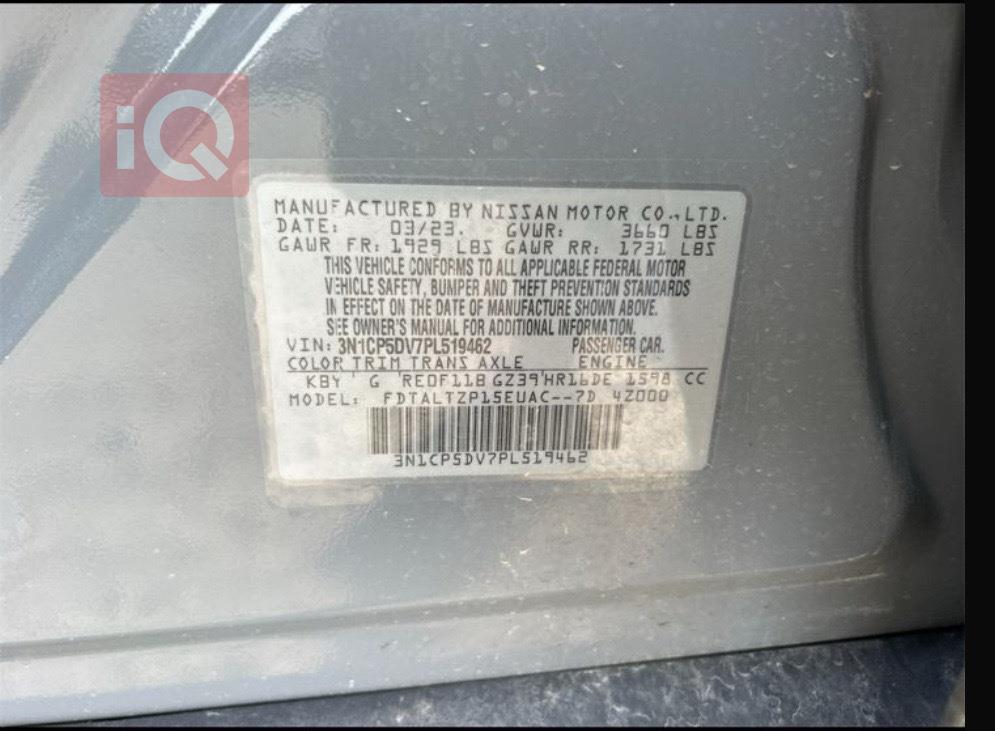 iQ
MANUFACTURED BY NISSAN MOTOR CO.,LTD.
DATE: 03/23. GVWR: 3660 LBS
GAWR FR: 1929 LBS GAWR RR: 1731 LBS
THIS VEHICLE CONFORMS TO ALL APPLICABLE FEDERAL MOTOR
VEHICLE SAFETY, BUMPER AND THEFT PREVENTION STANDARDS
IN EFFECT ON THE DATE OF MANUFACTURE SHOWN ABOVE.
SEE OWNER'S MANUAL FOR ADDITIONAL INFORMATION.
VIN: 3N1CP5DV7PL519462 PASSENGER CAR.
COLOR TRIM TRANS AXLE ENGINE
KBY G RE0F11B GZ39 HR16DE 1598 CC
MODEL: FDTALTZP15EUAC--7D 4Z000
3N1CP5DV7PL519462